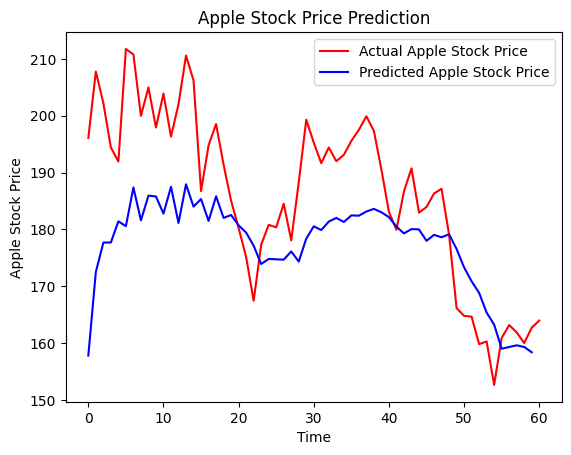 Apple Stock Price Prediction
Actual Apple Stock Price
Predicted Apple Stock Price
Apple Stock Price
210
200
190
180
170
160
150
0 10 20 30 40 50 60
Time